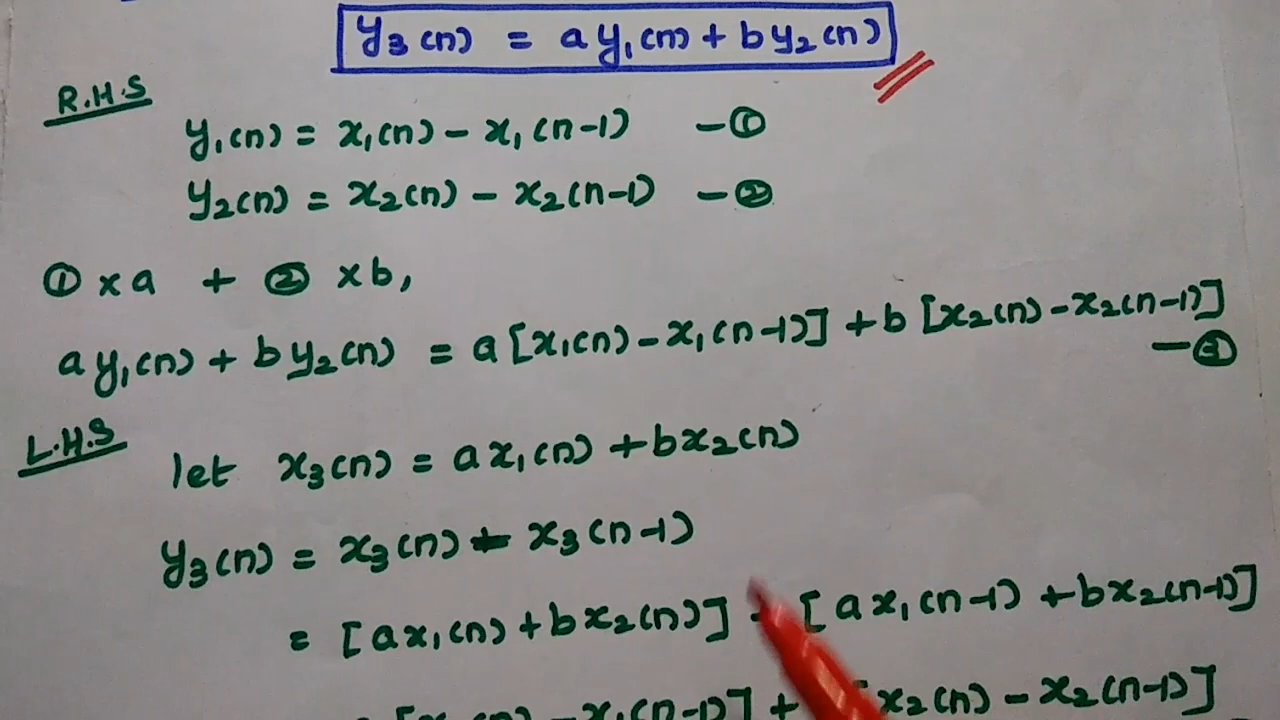 y₃(n) = ay₁(n) + by₂(n)
R.H.S
y₁(n) = x₁(n) - x₁(n-1) - ①
y₂(n) = x₂(n) - x₂(n-1) - ②
① x a + ② x b,
ay₁(n) + by₂(n) = a[x₁(n) - x₁(n-1)] + b[x₂(n) - x₂(n-1)]
- ③
L.H.S
let x₃(n) = ax₁(n) + bx₂(n)
y₃(n) = x₃(n) - x₃(n-1)
= [ax₁(n) + bx₂(n)] - [ax₁(n-1) + bx₂(n-1)]
- x₁(n-1)] + [x₂(n) - x₂(n-1)]